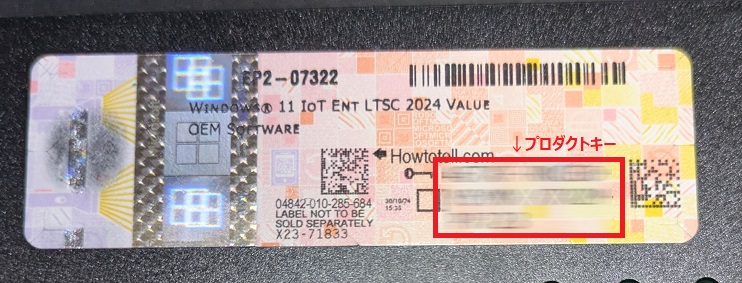 EP2-07322
WINDOWS® 11 IOT ENT LTSC 2024 VALUE
OEM SOFTWARE
↓プロダクトキー
Howtotell.com
04842-010-285-684
LABEL NOT TO BE
SOLD SEPARATELY
X23-71833